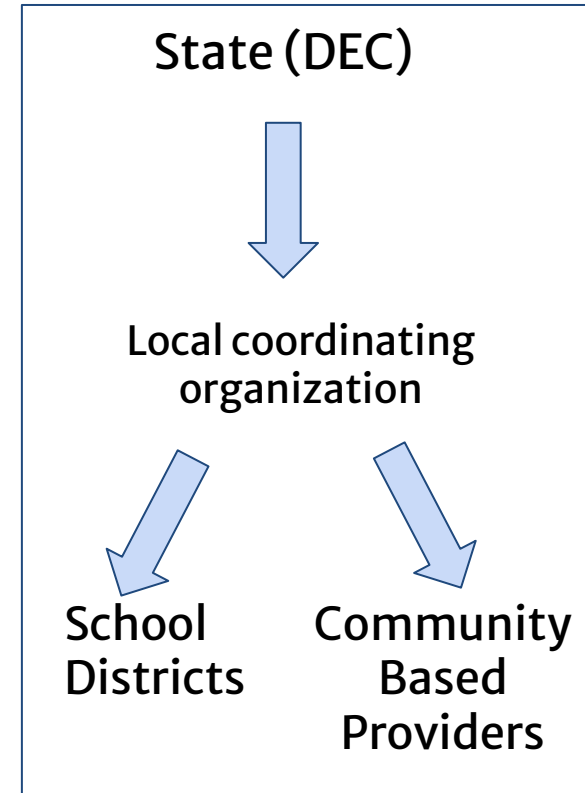 State (DEC)
Local coordinating
organization
School
Districts
Community
Based
Providers